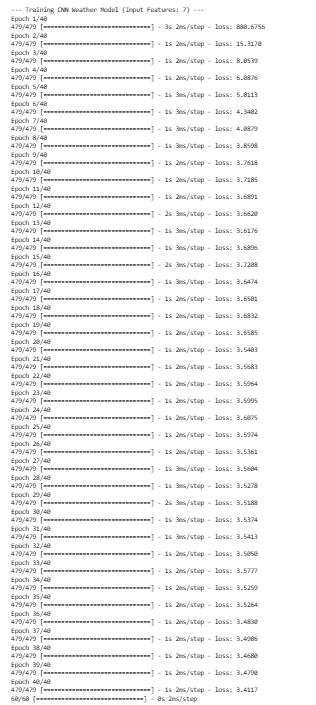 --- Training CNN Weather Model (Input Features: 7) ---
Epoch 1/40
479/479 [==============================] - 3s 2ms/step - loss: 880.6756
Epoch 2/40
479/479 [==============================] - 1s 2ms/step - loss: 15.3170
Epoch 3/40
479/479 [==============================] - 1s 2ms/step - loss: 8.0539
Epoch 4/40
479/479 [==============================] - 1s 2ms/step - loss: 6.0876
Epoch 5/40
479/479 [==============================] - 1s 3ms/step - loss: 5.0113
Epoch 6/40
479/479 [==============================] - 1s 3ms/step - loss: 4.3402
Epoch 7/40
479/479 [==============================] - 1s 3ms/step - loss: 4.0879
Epoch 8/40
479/479 [==============================] - 1s 3ms/step - loss: 3.8598
Epoch 9/40
479/479 [==============================] - 1s 2ms/step - loss: 3.7618
Epoch 10/40
479/479 [==============================] - 1s 2ms/step - loss: 3.7185
Epoch 11/40
479/479 [==============================] - 1s 2ms/step - loss: 3.6891
Epoch 12/40
479/479 [==============================] - 2s 3ms/step - loss: 3.6620
Epoch 13/40
479/479 [==============================] - 1s 3ms/step - loss: 3.6176
Epoch 14/40
479/479 [==============================] - 1s 3ms/step - loss: 3.6896
Epoch 15/40
479/479 [==============================] - 2s 3ms/step - loss: 3.7208
Epoch 16/40
479/479 [==============================] - 1s 3ms/step - loss: 3.6474
Epoch 17/40
479/479 [==============================] - 1s 2ms/step - loss: 3.6501
Epoch 18/40
479/479 [==============================] - 1s 2ms/step - loss: 3.6832
Epoch 19/40
479/479 [==============================] - 1s 2ms/step - loss: 3.6585
Epoch 20/40
479/479 [==============================] - 1s 2ms/step - loss: 3.5403
Epoch 21/40
479/479 [==============================] - 1s 2ms/step - loss: 3.5683
Epoch 22/40
479/479 [==============================] - 1s 2ms/step - loss: 3.5964
Epoch 23/40
479/479 [==============================] - 1s 2ms/step - loss: 3.5995
Epoch 24/40
479/479 [==============================] - 1s 2ms/step - loss: 3.6075
Epoch 25/40
479/479 [==============================] - 1s 2ms/step - loss: 3.5974
Epoch 26/40
479/479 [==============================] - 1s 2ms/step - loss: 3.5361
Epoch 27/40
479/479 [==============================] - 1s 3ms/step - loss: 3.5604
Epoch 28/40
479/479 [==============================] - 1s 3ms/step - loss: 3.5278
Epoch 29/40
479/479 [==============================] - 2s 3ms/step - loss: 3.5188
Epoch 30/40
479/479 [==============================] - 1s 3ms/step - loss: 3.5374
Epoch 31/40
479/479 [==============================] - 1s 3ms/step - loss: 3.5413
Epoch 32/40
479/479 [==============================] - 1s 2ms/step - loss: 3.5050
Epoch 33/40
479/479 [==============================] - 1s 2ms/step - loss: 3.5777
Epoch 34/40
479/479 [==============================] - 1s 2ms/step - loss: 3.5259
Epoch 35/40
479/479 [==============================] - 1s 2ms/step - loss: 3.5264
Epoch 36/40
479/479 [==============================] - 1s 2ms/step - loss: 3.4830
Epoch 37/40
479/479 [==============================] - 1s 2ms/step - loss: 3.4906
Epoch 38/40
479/479 [==============================] - 1s 2ms/step - loss: 3.4680
Epoch 39/40
479/479 [==============================] - 1s 2ms/step - loss: 3.4790
Epoch 40/40
479/479 [==============================] - 1s 2ms/step - loss: 3.4117
60/60 [==============================] - 0s 2ms/step